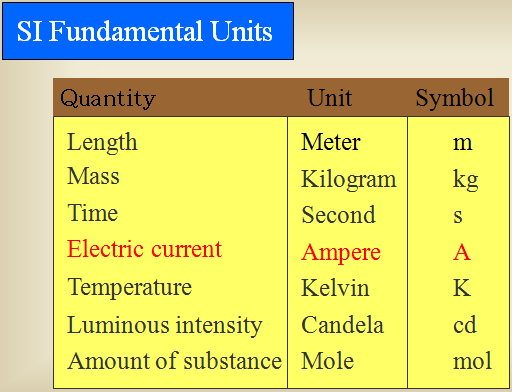 SI Fundamental Units
Quantity Unit Symbol
Length Meter m
Mass Kilogram kg
Time Second s
Electric current Ampere A
Temperature Kelvin K
Luminous intensity Candela cd
Amount of substance Mole mol